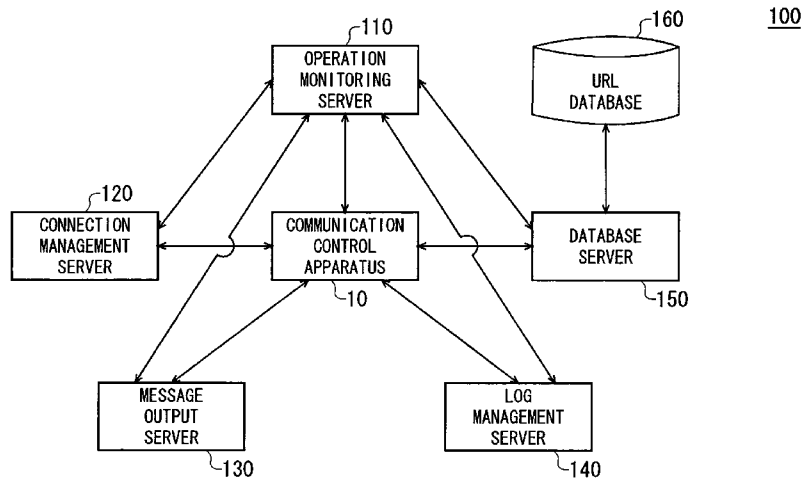 100
110
OPERATION
MONITORING
SERVER
160
URL
DATABASE
120
CONNECTION
MANAGEMENT
SERVER
COMMUNICATION
CONTROL
APPARATUS
10
DATABASE
SERVER
150
MESSAGE
OUTPUT
SERVER
130
LOG
MANAGEMENT
SERVER
140